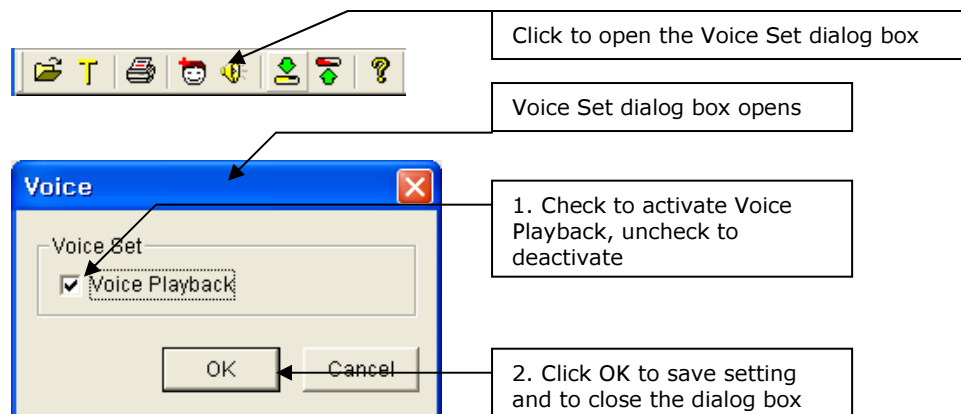 Click to open the Voice Set dialog box
T
?
Voice Set dialog box opens
Voice
1. Check to activate Voice
Playback, uncheck to
deactivate
Voice Set
Voice Playback
OK
Cancel
2. Click OK to save setting
and to close the dialog box